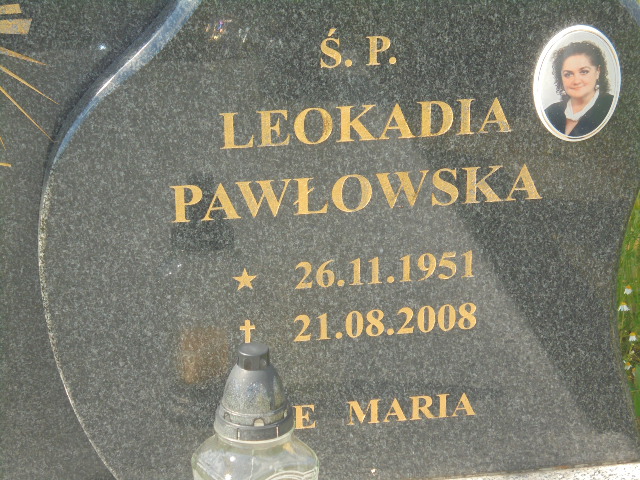 Ś. P.
LEOKADIA
PAWŁOWSKA
★ 26.11.1951
✝ 21.08.2008
MARIA